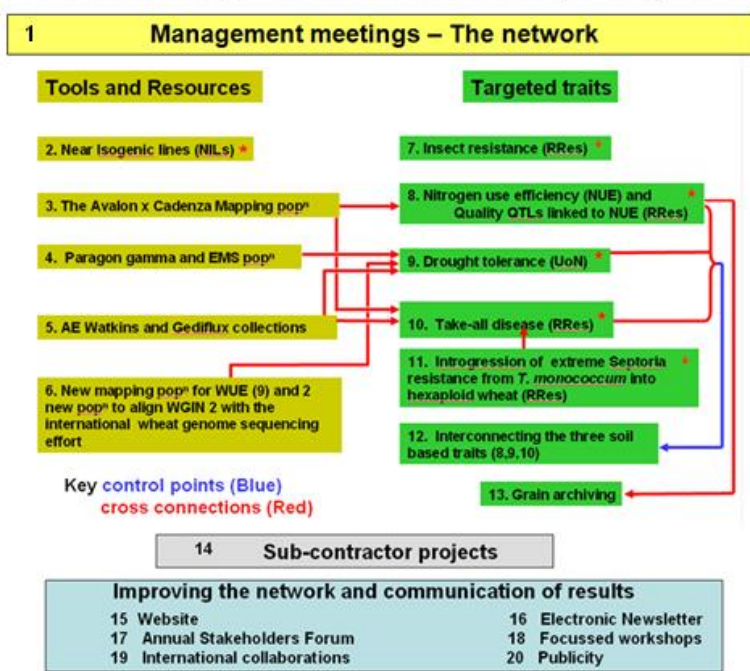 1 Management meetings – The network
Tools and Resources
Targeted traits
2. Near Isogenic lines (NILs) *
3. The Avalon x Cadenza Mapping popⁿ
4. Paragon gamma and EMS popⁿ
5. AE Watkins and Gediflux collections
6. New mapping popⁿ for WUE (9) and 2
new popⁿ to align WGIN 2 with the
international wheat genome sequencing
effort
7. Insect resistance (RRes) *
8. Nitrogen use efficiency (NUE) and *
Quality QTLs linked to NUE (RRes)
9. Drought tolerance (UoN) *
10. Take-all disease (RRes) *
11. Introgression of extreme Septoria *
resistance from T. monococcum into
hexaploid wheat (RRes)
12. Interconnecting the three soil
based traits (8,9,10)
13. Grain archiving
Key control points (Blue)
cross connections (Red)
14 Sub-contractor projects
Improving the network and communication of results
15 Website
16 Electronic Newsletter
17 Annual Stakeholders Forum
18 Focussed workshops
19 International collaborations
20 Publicity